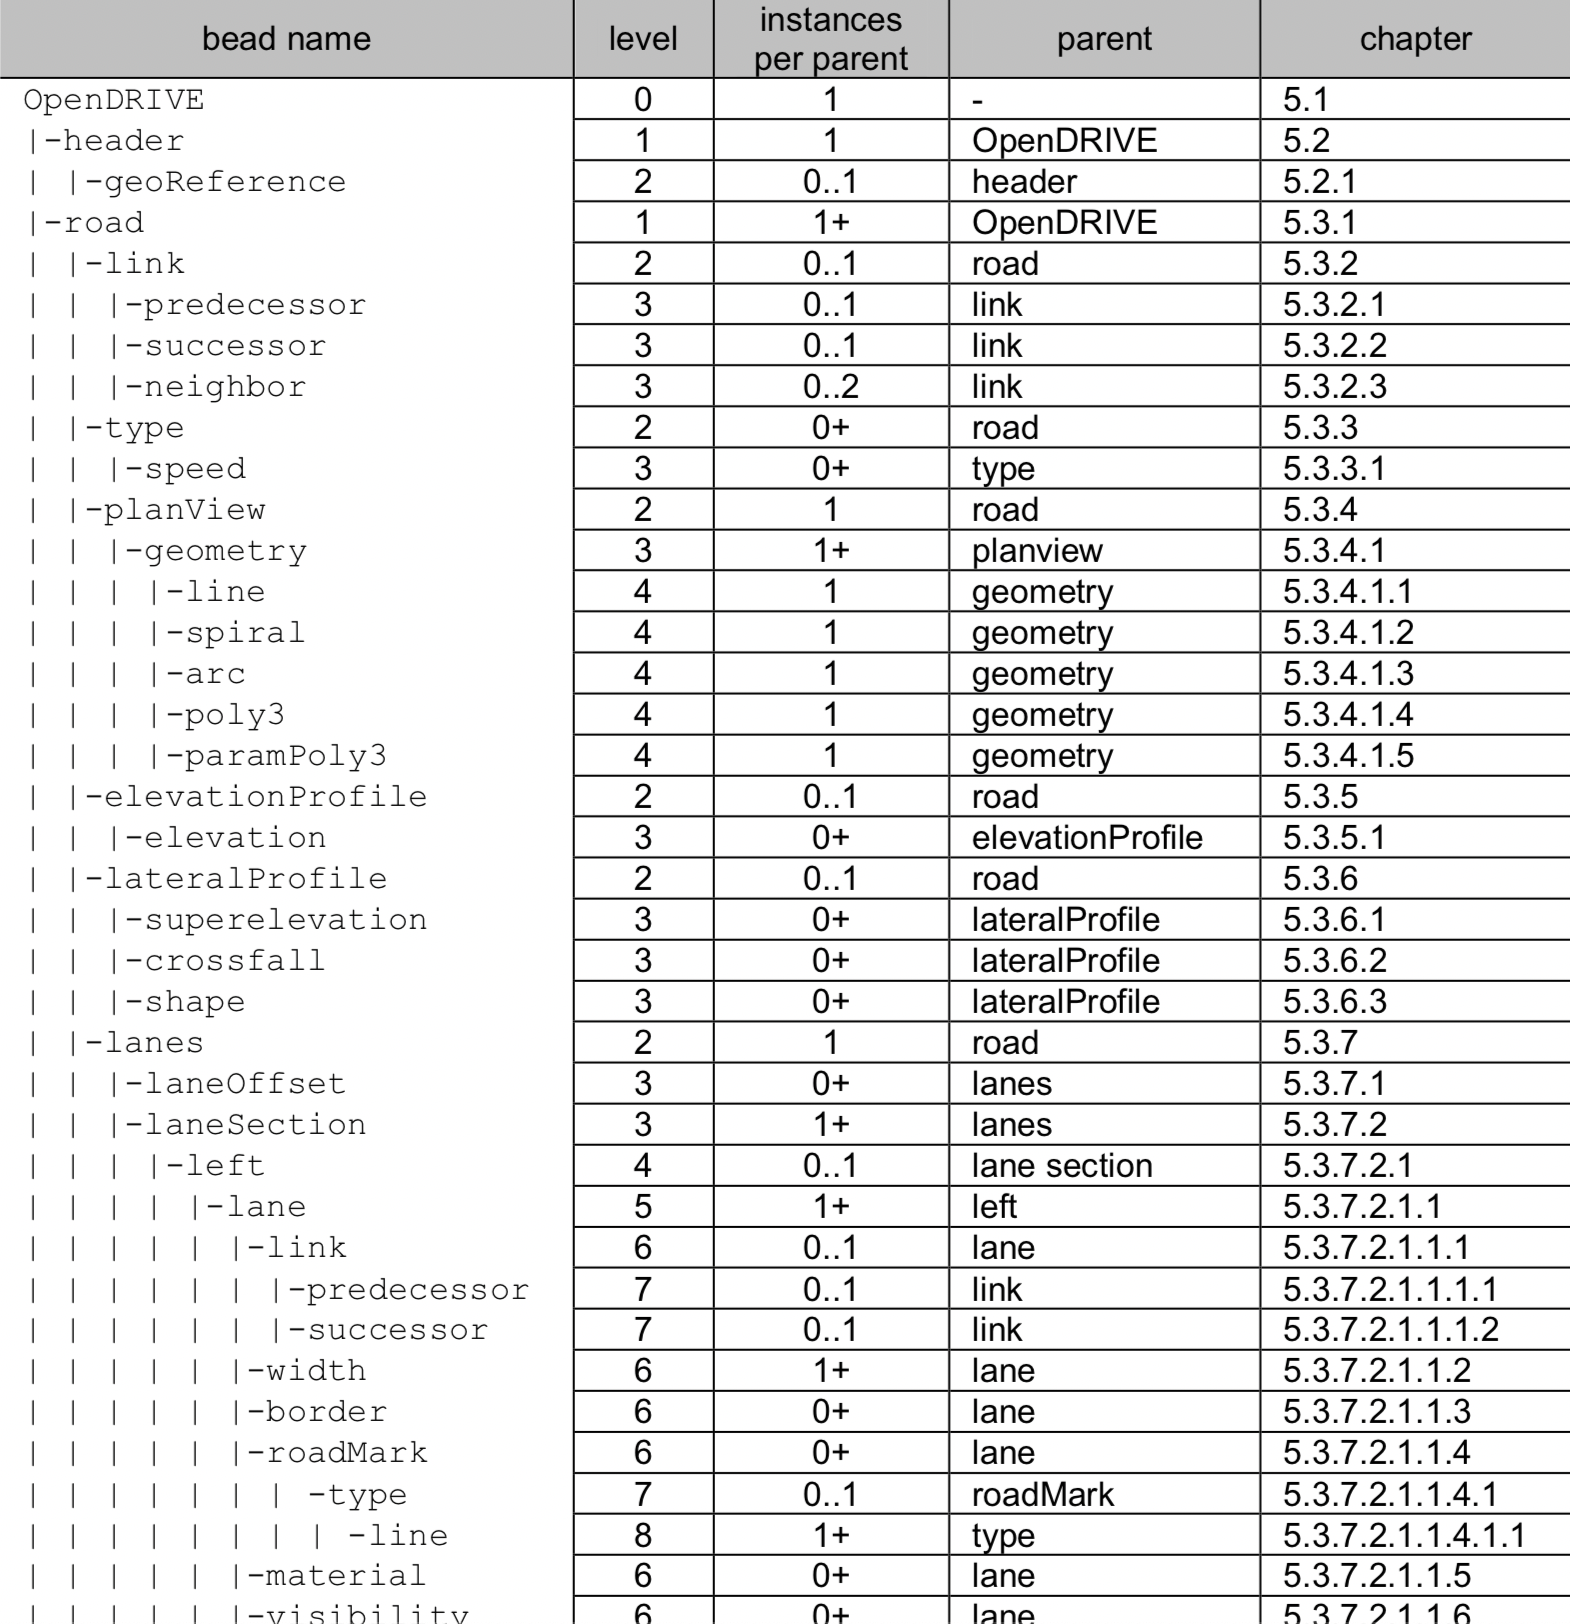 bead name level instances per parent parent chapter
OpenDRIVE 0 1 - 5.1
|-header 1 1 OpenDRIVE 5.2
| |-geoReference 2 0..1 header 5.2.1
|-road 1 1+ OpenDRIVE 5.3.1
| |-link 2 0..1 road 5.3.2
| | |-predecessor 3 0..1 link 5.3.2.1
| | |-successor 3 0..1 link 5.3.2.2
| | |-neighbor 3 0..2 link 5.3.2.3
| |-type 2 0+ road 5.3.3
| | |-speed 3 0+ type 5.3.3.1
| |-planView 2 1 road 5.3.4
| | |-geometry 3 1+ planview 5.3.4.1
| | | |-line 4 1 geometry 5.3.4.1.1
| | | |-spiral 4 1 geometry 5.3.4.1.2
| | | |-arc 4 1 geometry 5.3.4.1.3
| | | |-poly3 4 1 geometry 5.3.4.1.4
| | | |-paramPoly3 4 1 geometry 5.3.4.1.5
| |-elevationProfile 2 0..1 road 5.3.5
| | |-elevation 3 0+ elevationProfile 5.3.5.1
| |-lateralProfile 2 0..1 road 5.3.6
| | |-superelevation 3 0+ lateralProfile 5.3.6.1
| | |-crossfall 3 0+ lateralProfile 5.3.6.2
| | |-shape 3 0+ lateralProfile 5.3.6.3
| |-lanes 2 1 road 5.3.7
| | |-laneOffset 3 0+ lanes 5.3.7.1
| | |-laneSection 3 1+ lanes 5.3.7.2
| | | |-left 4 0..1 lane section 5.3.7.2.1
| | | | |-lane 5 1+ left 5.3.7.2.1.1
| | | | | |-link 6 0..1 lane 5.3.7.2.1.1.1
| | | | | | |-predecessor 7 0..1 link 5.3.7.2.1.1.1.1
| | | | | | |-successor 7 0..1 link 5.3.7.2.1.1.1.2
| | | | | |-width 6 1+ lane 5.3.7.2.1.1.2
| | | | | |-border 6 0+ lane 5.3.7.2.1.1.3
| | | | | |-roadMark 6 0+ lane 5.3.7.2.1.1.4
| | | | | | | -type 7 0..1 roadMark 5.3.7.2.1.1.4.1
| | | | | | | | -line 8 1+ type 5.3.7.2.1.1.4.1.1
| | | | | |-material 6 0+ lane 5.3.7.2.1.1.5
| | | | | |-visibility 6 0+ lane 5.3.7.2.1.1.6